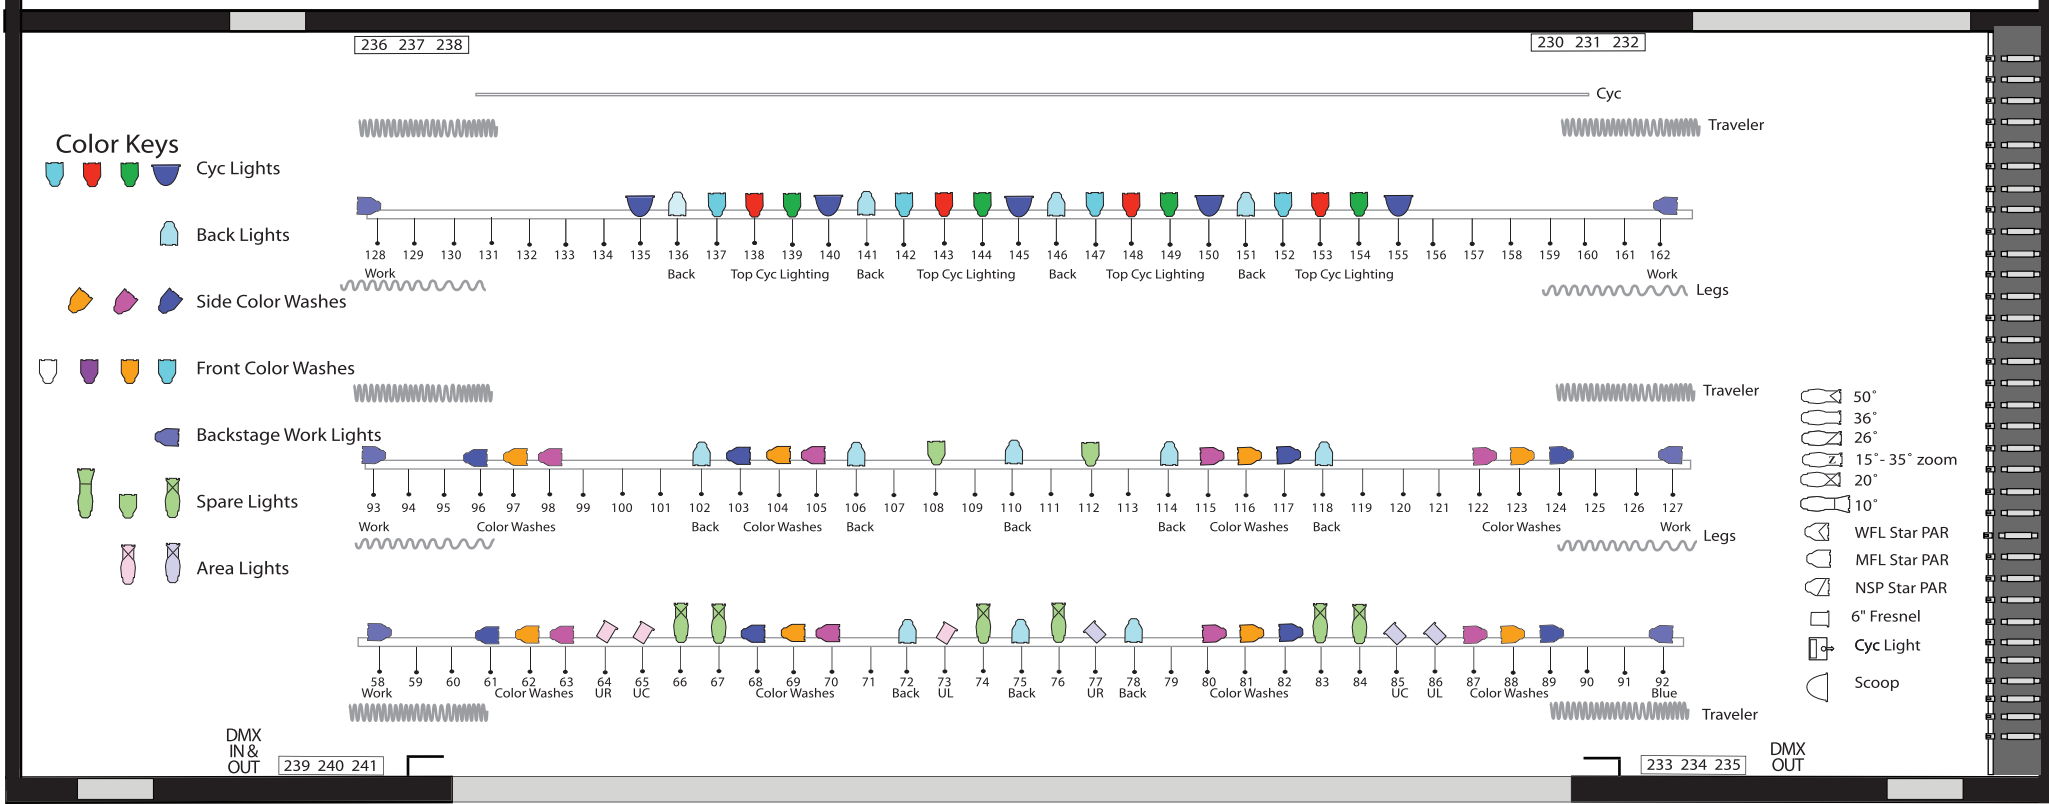 236 237 238
230 231 232
Cyc
Traveler
Color Keys
Cyc Lights
Back Lights
Side Color Washes
Front Color Washes
Backstage Work Lights
Spare Lights
Area Lights
128 129 130 131 132 133 134 135 136 137 138 139 140 141 142 143 144 145 146 147 148 149 150 151 152 153 154 155 156 157 158 159 160 161 162
Work Back Top Cyc Lighting Back Top Cyc Lighting Back Top Cyc Lighting Back Top Cyc Lighting Work
Legs
Traveler
93 94 95 96 97 98 99 100 101 102 103 104 105 106 107 108 109 110 111 112 113 114 115 116 117 118 119 120 121 122 123 124 125 126 127
Work Color Washes Back Color Washes Back Back Back Color Washes Back Color Washes Work
Legs
58 59 60 61 62 63 64 65 66 67 68 69 70 71 72 73 74 75 76 77 78 79 80 81 82 83 84 85 86 87 88 89 90 91 92
Work Color Washes UR UC Color Washes Back UL Back UR Back Color Washes UC UL Color Washes Blue
Traveler
50°
36°
26°
Z 15°- 35° zoom
20°
10°
WFL Star PAR
MFL Star PAR
NSP Star PAR
6" Fresnel
Cyc Light
Scoop
DMX
IN &
OUT
239 240 241
233 234 235
DMX
OUT